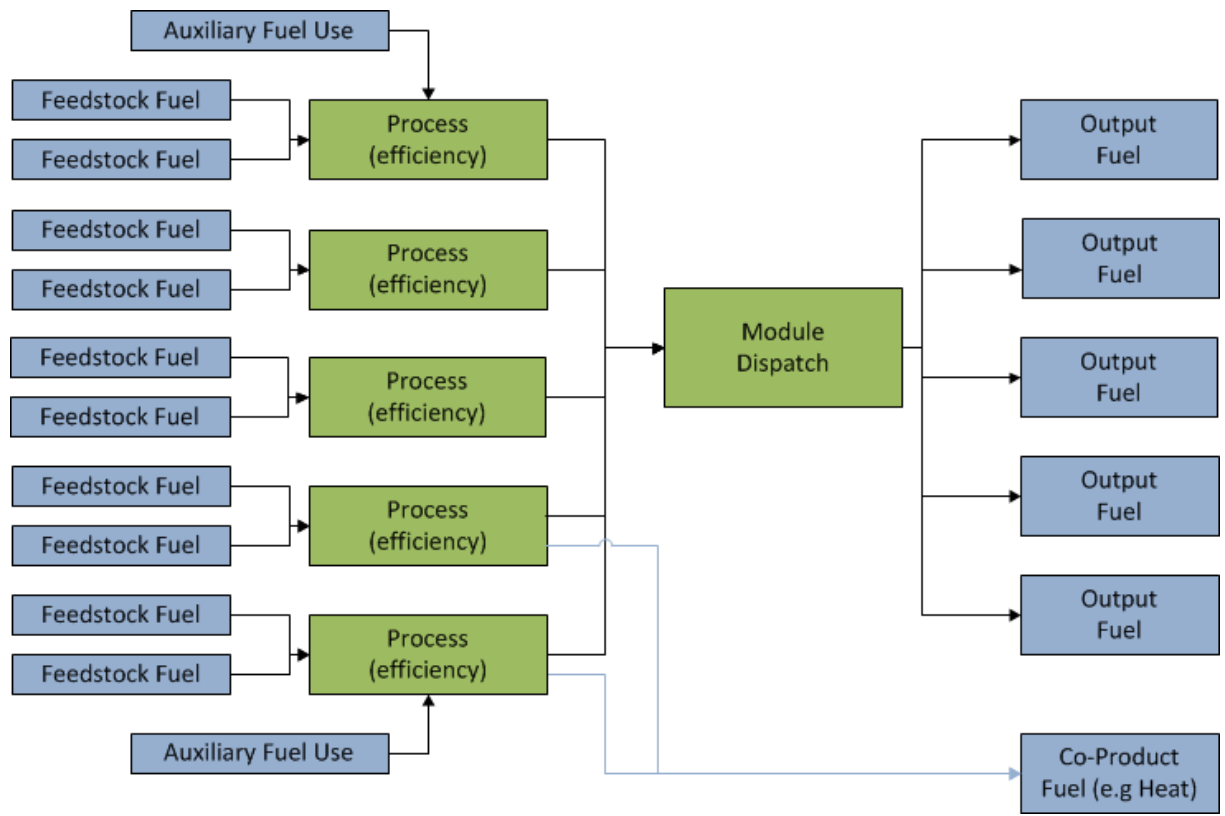 Auxiliary Fuel Use
Feedstock Fuel
Feedstock Fuel
Process
(efficiency)
Feedstock Fuel
Feedstock Fuel
Process
(efficiency)
Feedstock Fuel
Feedstock Fuel
Process
(efficiency)
Feedstock Fuel
Feedstock Fuel
Process
(efficiency)
Feedstock Fuel
Feedstock Fuel
Process
(efficiency)
Auxiliary Fuel Use
Module
Dispatch
Output
Fuel
Output
Fuel
Output
Fuel
Output
Fuel
Output
Fuel
Co-Product
Fuel (e.g Heat)